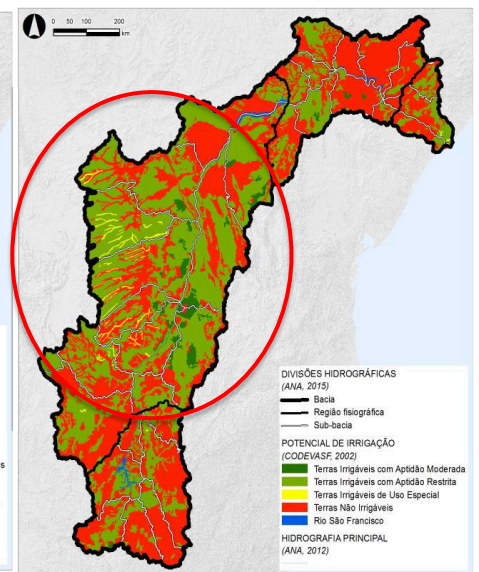 0 50 100 200
km
DIVISÕES HIDROGRÁFICAS
(ANA, 2015)
Bacia
Região fisiográfica
Sub-bacia
POTENCIAL DE IRRIGAÇÃO
(CODEVASF, 2002)
Terras Irrigáveis com Aptidão Moderada
Terras Irrigáveis com Aptidão Restrita
Terras Irrigáveis de Uso Especial
Terras Não Irrigáveis
Rio São Francisco
HIDROGRAFIA PRINCIPAL
(ANA, 2012)